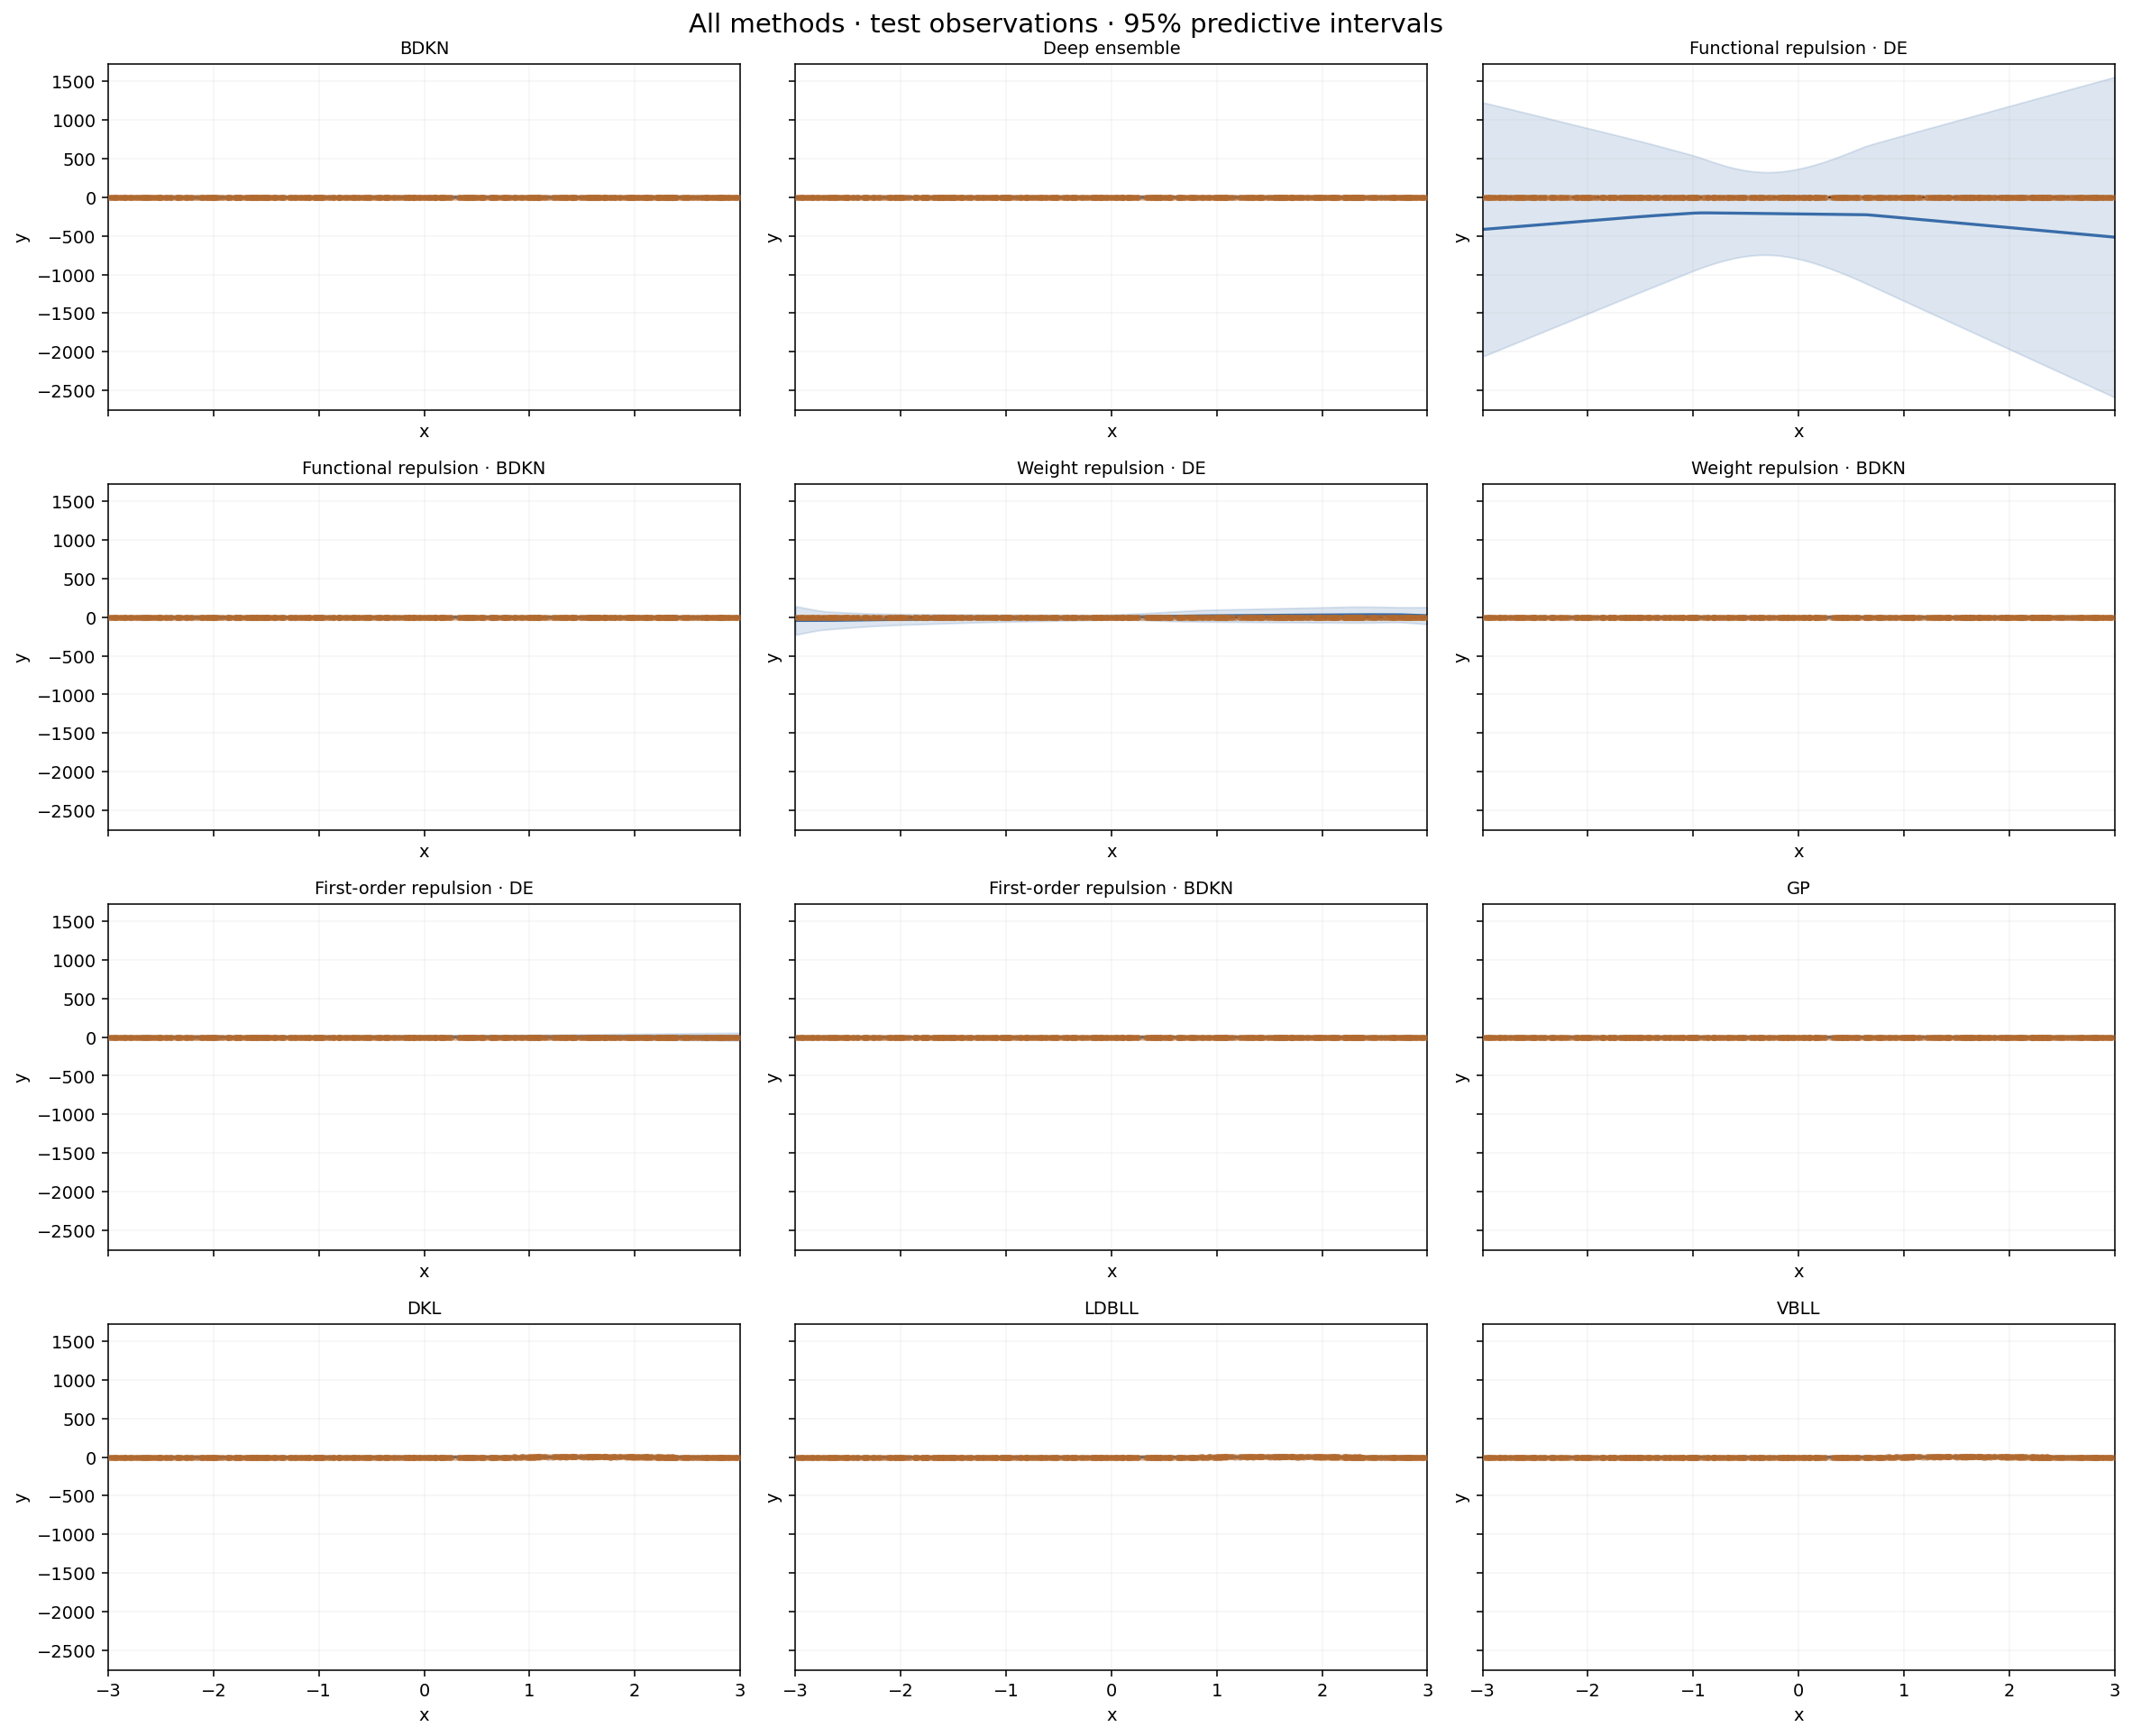 All methods · test observations · 95% predictive intervals
BDKN
Deep ensemble
Functional repulsion · DE
1500
1000
500
0
−500
−1000
−1500
−2000
−2500
y
y
y
x
x
x
Functional repulsion · BDKN
Weight repulsion · DE
Weight repulsion · BDKN
1500
1000
500
0
−500
−1000
−1500
−2000
−2500
y
y
y
x
x
x
First-order repulsion · DE
First-order repulsion · BDKN
GP
1500
1000
500
0
−500
−1000
−1500
−2000
−2500
y
y
y
x
x
x
DKL
LDBLL
VBLL
1500
1000
500
0
−500
−1000
−1500
−2000
−2500
y
y
y
−3 −2 −1 0 1 2 3
−3 −2 −1 0 1 2 3
−3 −2 −1 0 1 2 3
x
x
x